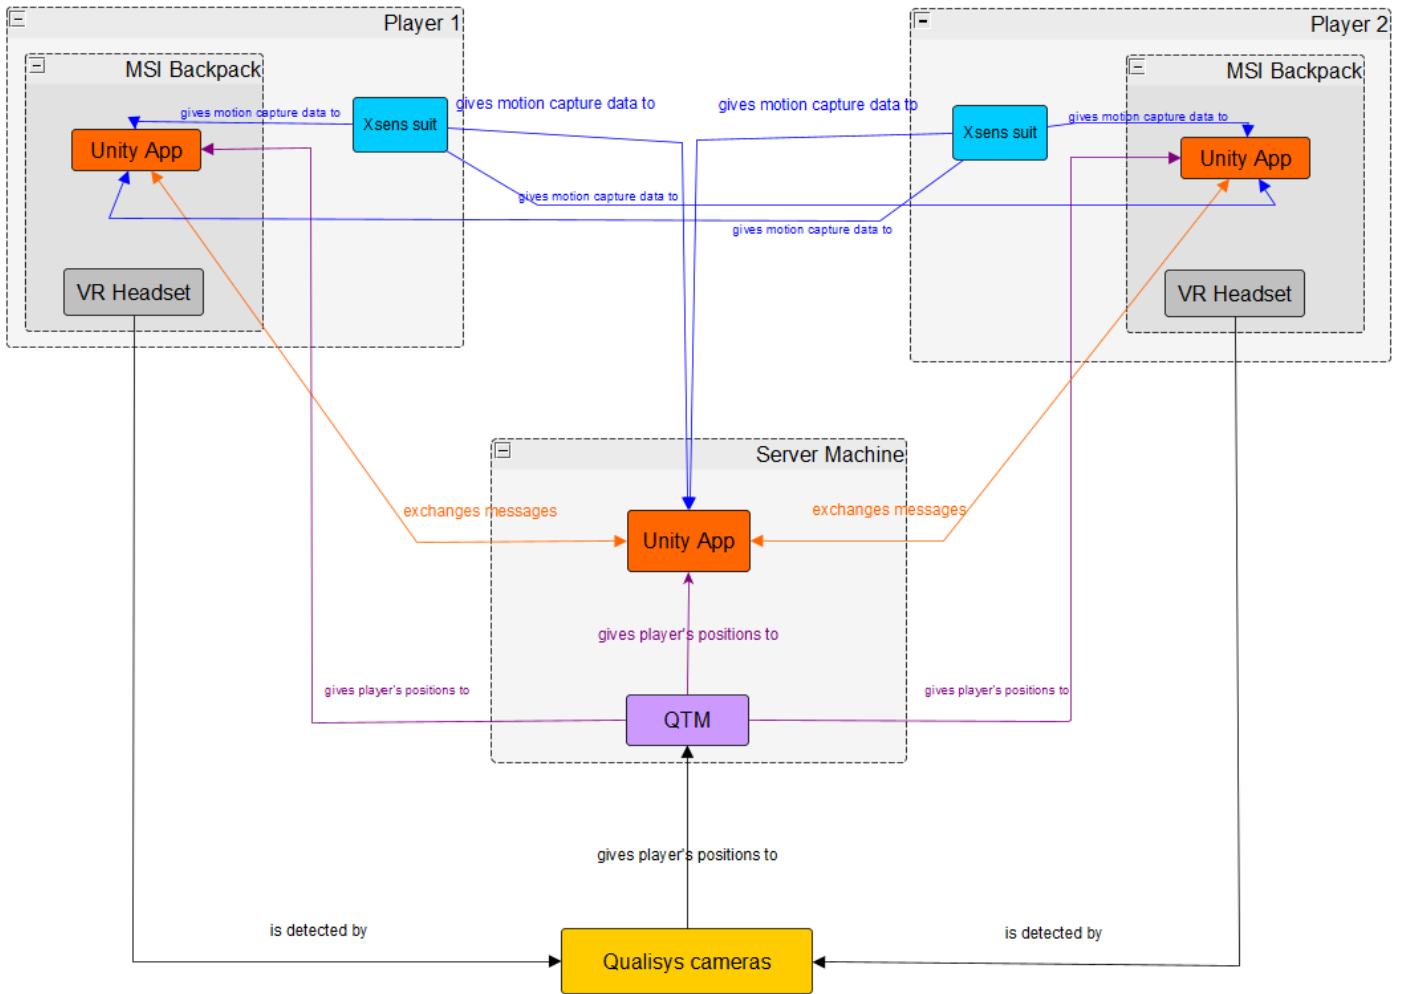 Player 1
Player 2
MSI Backpack
MSI Backpack
gives motion capture data to
Xsens suit
gives motion capture data to
gives motion capture data to
Xsens suit
gives motion capture data to
Unity App
Unity App
gives motion capture data to
gives motion capture data to
VR Headset
VR Headset
Server Machine
exchanges messages
exchanges messages
Unity App
gives player's positions to
gives player's positions to
gives player's positions to
QTM
gives player's positions to
is detected by
is detected by
Qualisys cameras